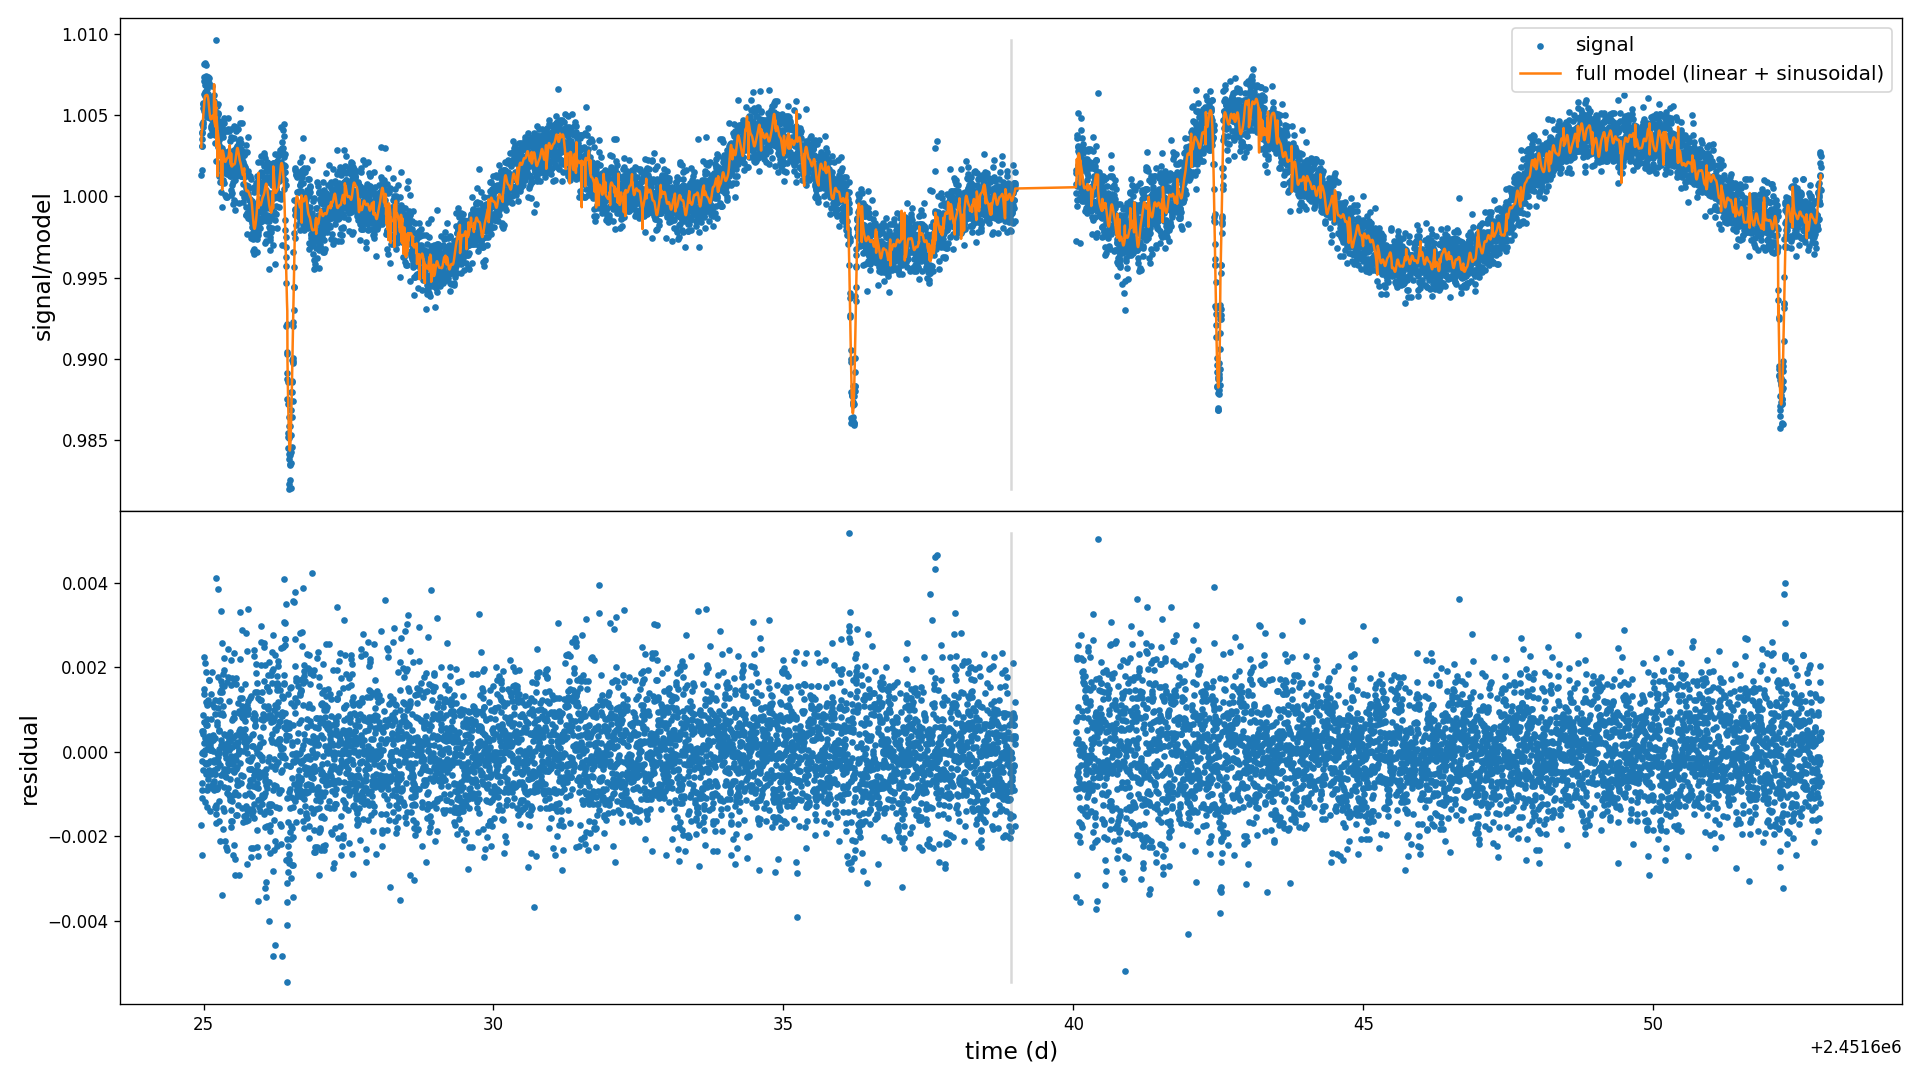 1.010
1.005
1.000
0.995
0.990
0.985
signal/model
signal
full model (linear + sinusoidal)
0.004
0.002
0.000
−0.002
−0.004
residual
25 30 35 40 45 50
time (d)
+2.4516e6